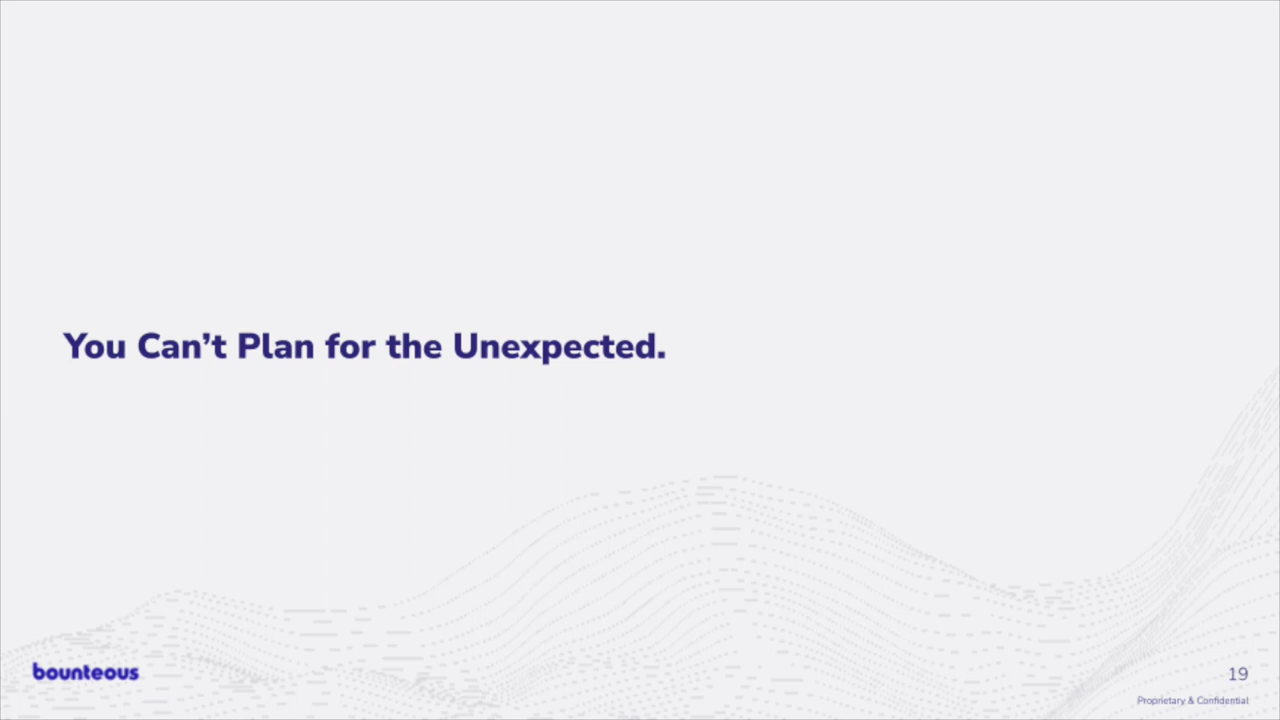 You Can’t Plan for the Unexpected.
bounteous
19
Proprietary & Confidential